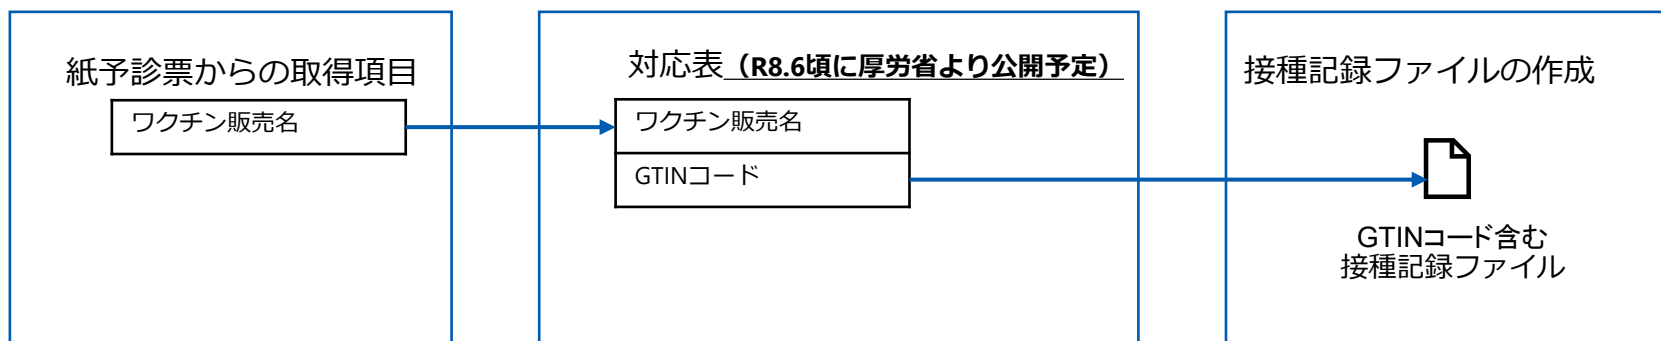 紙予診票からの取得項目
ワクチン販売名
対応表（R8.6頃に厚労省より公開予定）
ワクチン販売名
GTINコード
接種記録ファイルの作成
GTINコード含む
接種記録ファイル